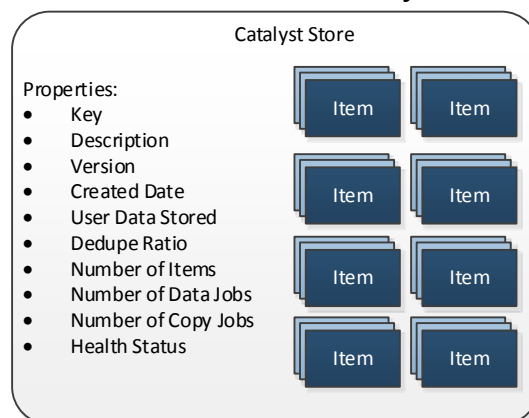 Catalyst Store
Properties:
• Key
• Description
• Version
• Created Date
• User Data Stored
• Dedupe Ratio
• Number of Items
• Number of Data Jobs
• Number of Copy Jobs
• Health Status
Item Item
Item Item
Item Item
Item Item